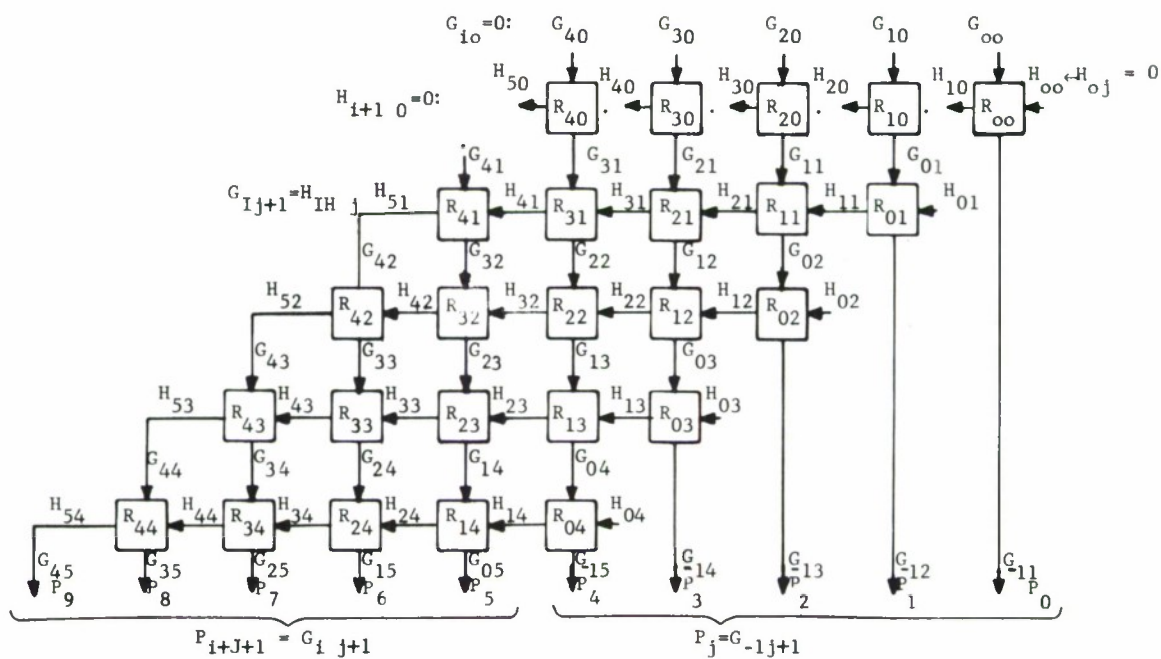 G_io=0: G_40 G_30 G_20 G_10 G_oo
H_50 H_40 H_30 H_20 H_10 H_oo←H_oj = 0
H_i+1 0=0: R_40 . R_30 . R_20 . R_10 . R_oo
G_41 G_31 G_21 G_11 G_01
G_Ij+1=H_IH j H_51 H_41 H_31 H_21 H_11 H_01
R_41 R_31 R_21 R_11 R_01
G_42 G_32 G_22 G_12 G_02
H_52 H_42 H_32 H_22 H_12 H_02
R_42 R_32 R_22 R_12 R_02
G_43 G_33 G_23 G_13 G_03
H_53 H_43 H_33 H_23 H_13 H_03
R_43 R_33 R_23 R_13 R_03
G_44 G_34 G_24 G_14 G_04
H_54 H_44 H_34 H_24 H_14 H_04
R_44 R_34 R_24 R_14 R_04
G_45 G_35 G_25 G_15 G_05 G_-15 G_-14 G_-13 G_-12 G_-11
P_9 P_8 P_7 P_6 P_5 P_4 P_3 P_2 P_1 P_0
P_i+J+1 = G_i j+1 P_j=G_-1j+1